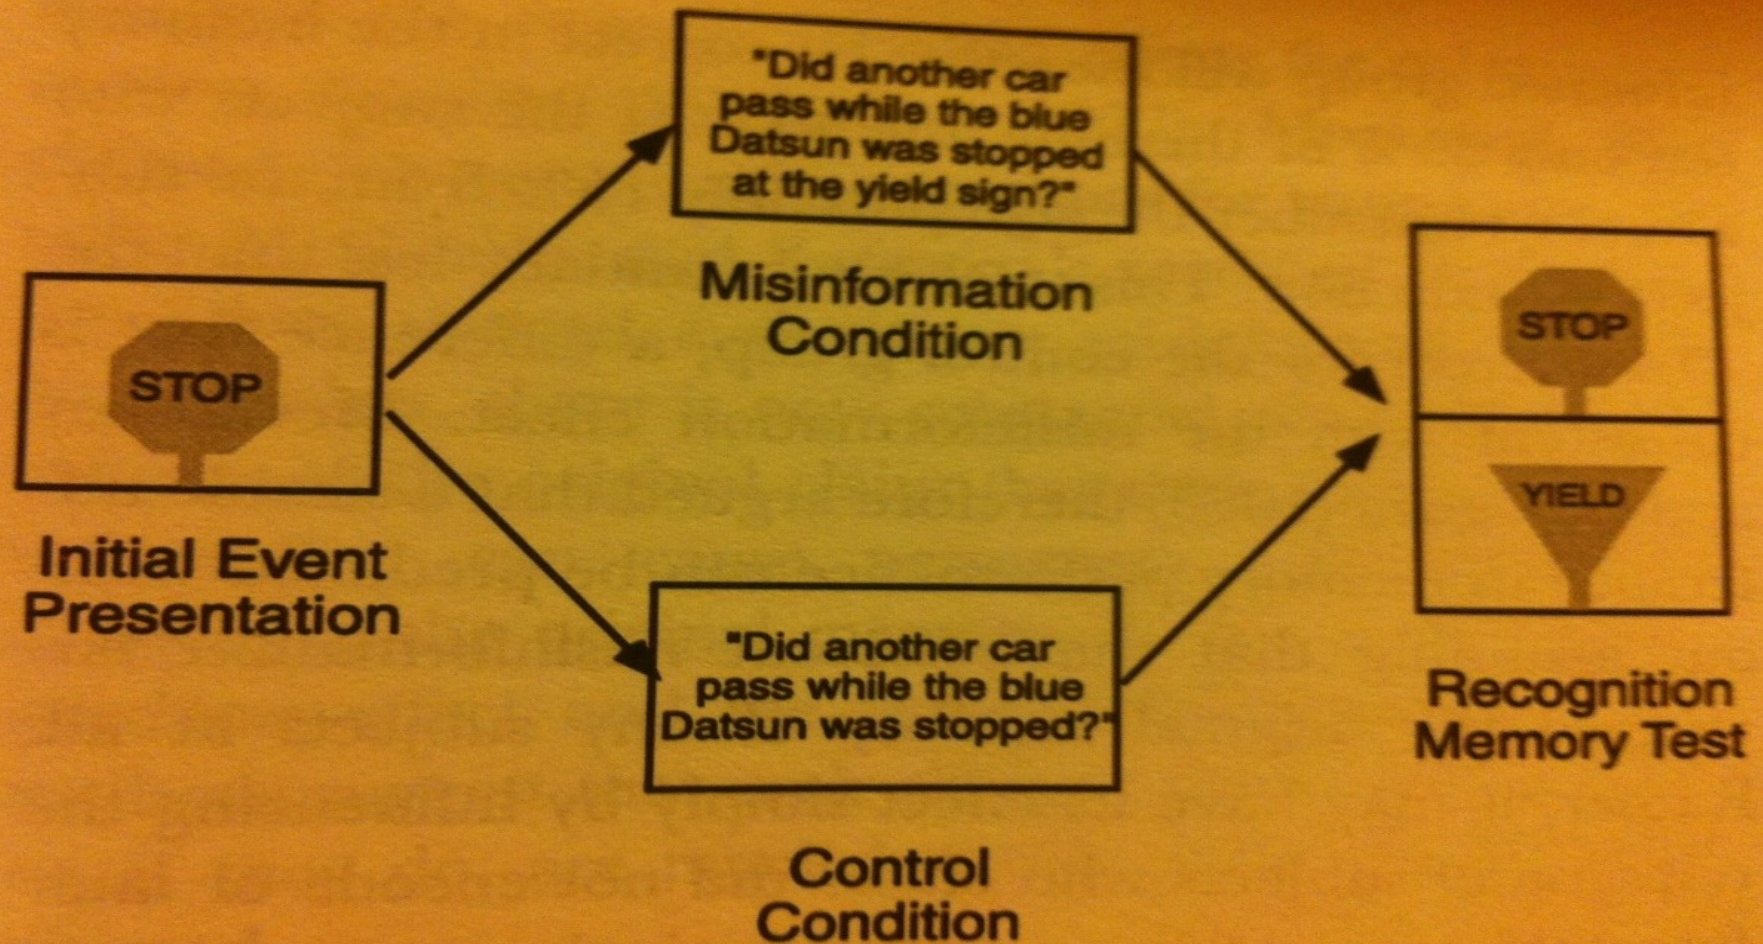 STOP
Initial Event
Presentation
"Did another car
pass while the blue
Datsun was stopped
at the yield sign?"
Misinformation
Condition
"Did another car
pass while the blue
Datsun was stopped?"
Control
Condition
STOP
YIELD
Recognition
Memory Test